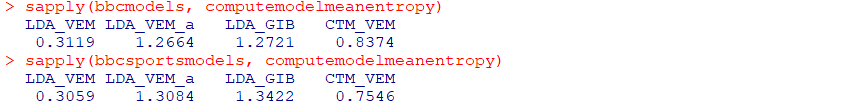 > sapply(bbcmodels, computemodelmeanentropy)
LDA_VEM LDA_VEM_a LDA_GIB CTM_VEM
0.3119 1.2664 1.2721 0.8374
> sapply(bbcsportsmodels, computemodelmeanentropy)
LDA_VEM LDA_VEM_a LDA_GIB CTM_VEM
0.3059 1.3084 1.3422 0.7546